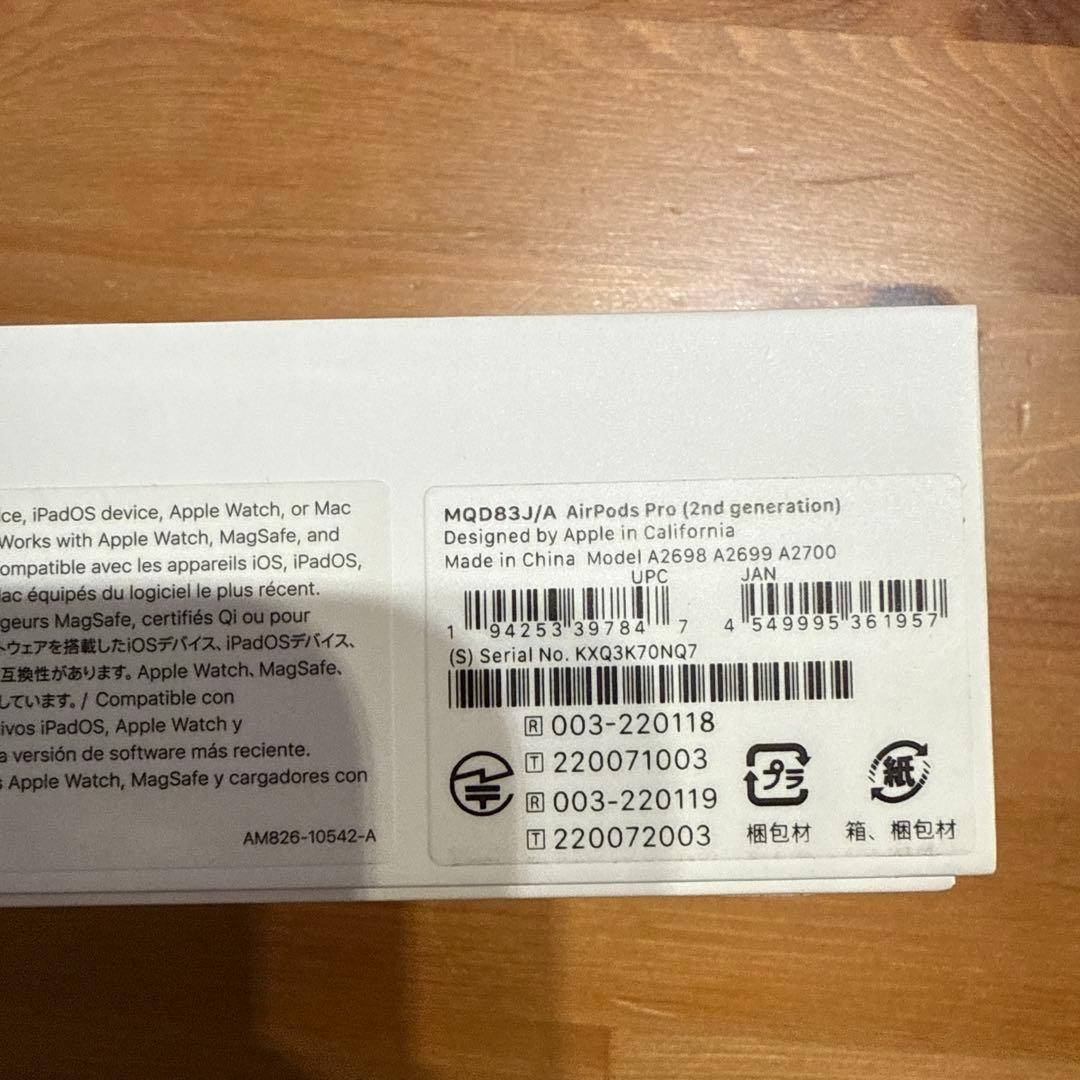 ice, iPadOS device, Apple Watch, or Mac
Works with Apple Watch, MagSafe, and
ompatible avec les appareils iOS, iPadOS,
ac équipés du logiciel le plus récent.
geurs MagSafe, certifiés Qi ou pour
トウェアを搭載したiOSデバイス、iPadOSデバイス、
互換性があります。Apple Watch、MagSafe、
しています。/ Compatible con
ivos iPadOS, Apple Watch y
a versión de software más reciente.
s Apple Watch, MagSafe y cargadores con
AM826-10542-A
MQD83J/A AirPods Pro (2nd generation)
Designed by Apple in California
Made in China Model A2698 A2699 A2700
UPC JAN
1 94253 39784 7 4 549995 361957
(S) Serial No. KXQ3K70NQ7
R 003-220118
T 220071003
R 003-220119
T 220072003
プラ 紙
梱包材 箱、梱包材